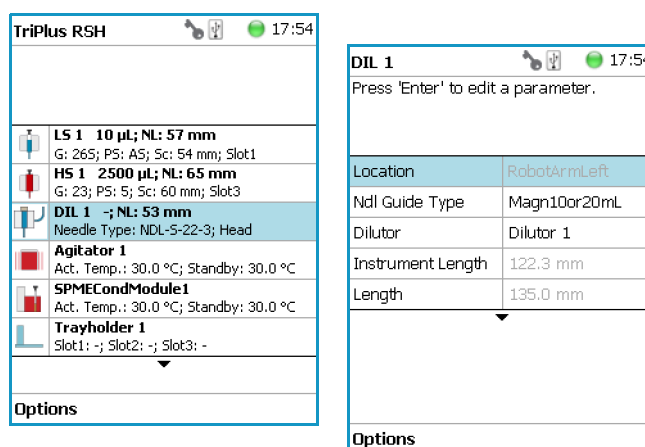 TriPlus RSH 17:54
LS 1 10 µL; NL: 57 mm
G: 26S; PS: AS; Sc: 54 mm; Slot1
HS 1 2500 µL; NL: 65 mm
G: 23; PS: 5; Sc: 60 mm; Slot3
DIL 1 -; NL: 53 mm
Needle Type: NDL-S-22-3; Head
Agitator 1
Act. Temp.: 30.0 °C; Standby: 30.0 °C
SPMECondModule1
Act. Temp.: 30.0 °C; Standby: 30.0 °C
Trayholder 1
Slot1: -; Slot2: -; Slot3: -
Options
DIL 1 17:54
Press 'Enter' to edit a parameter.
Location RobotArmLeft
Ndl Guide Type Magn10or20mL
Dilutor Dilutor 1
Instrument Length 122.3 mm
Length 135.0 mm
Options